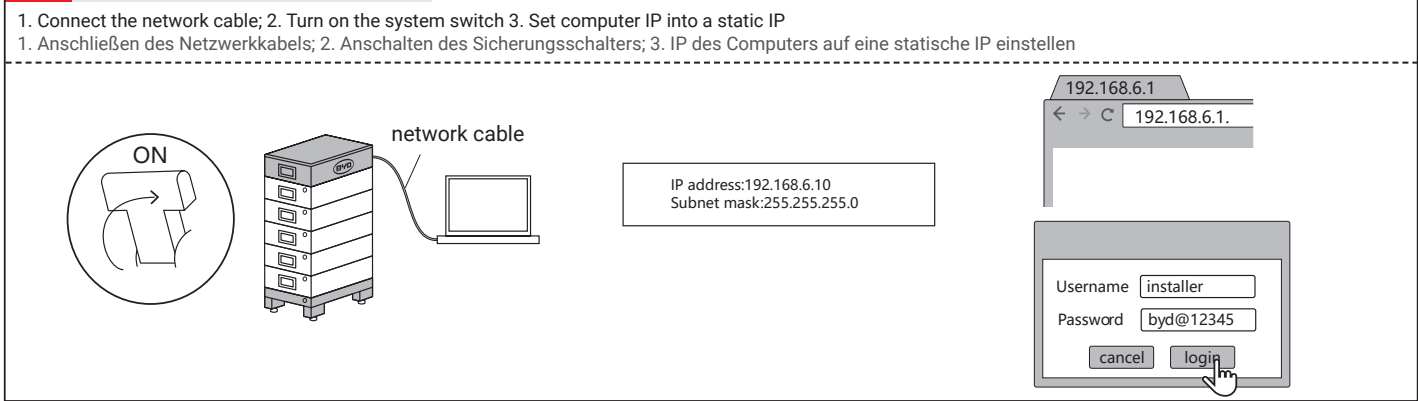 1. Connect the network cable; 2. Turn on the system switch 3. Set computer IP into a static IP
1. Anschließen des Netzwerkkabels; 2. Anschalten des Sicherungsschalters; 3. IP des Computers auf eine statische IP einstellen
ON
BYD
network cable
IP address:192.168.6.10
Subnet mask:255.255.255.0
192.168.6.1
192.168.6.1.
Username installer
Password byd@12345
cancel login